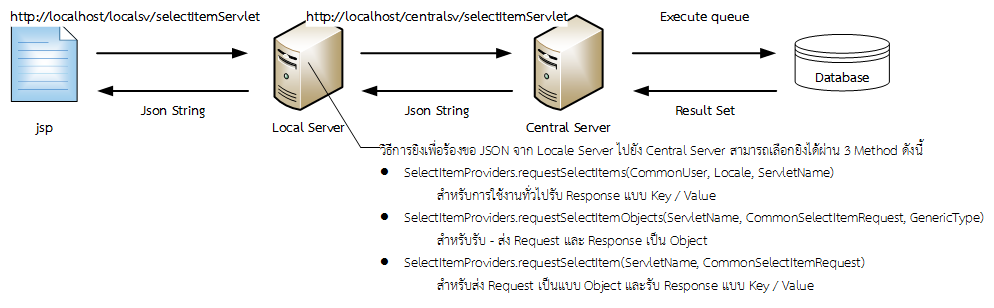 http://localhost/localsv/selectItemServlet
http://localhost/centralsv/selectItemServlet
Execute queue
Database
Json String
Json String
Result Set
jsp
Local Server
Central Server
วิธีการยิงเพื่อร้องขอ JSON จาก Locale Server ไปยัง Central Server สามารถเลือกยิงได้ผ่าน 3 Method ดังนี้
● SelectItemProviders.requestSelectItems(CommonUser, Locale, ServletName)
สำหรับการใช้งานทั่วไปรับ Response แบบ Key / Value
● SelectItemProviders.requestSelectItemObjects(ServletName, CommonSelectItemRequest, GenericType)
สำหรับรับ - ส่ง Request และ Response เป็น Object
● SelectItemProviders.requestSelectItem(ServletName, CommonSelectItemRequest)
สำหรับส่ง Request เป็นแบบ Object และรับ Response แบบ Key / Value